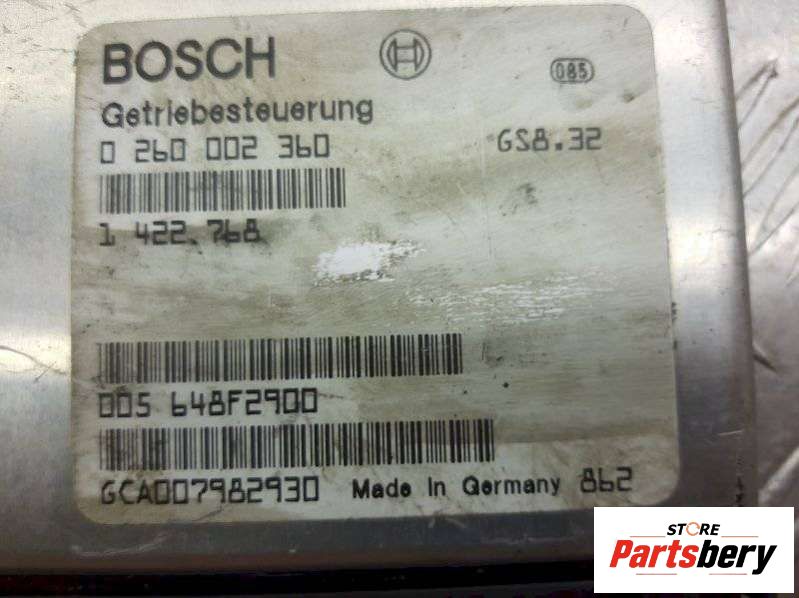 BOSCH
085
Getriebesteuerung
0 260 002 360 GS8.32
1 422.768
005 648F2900
GCA007982930 Made in Germany 862
STORE
Partsbery